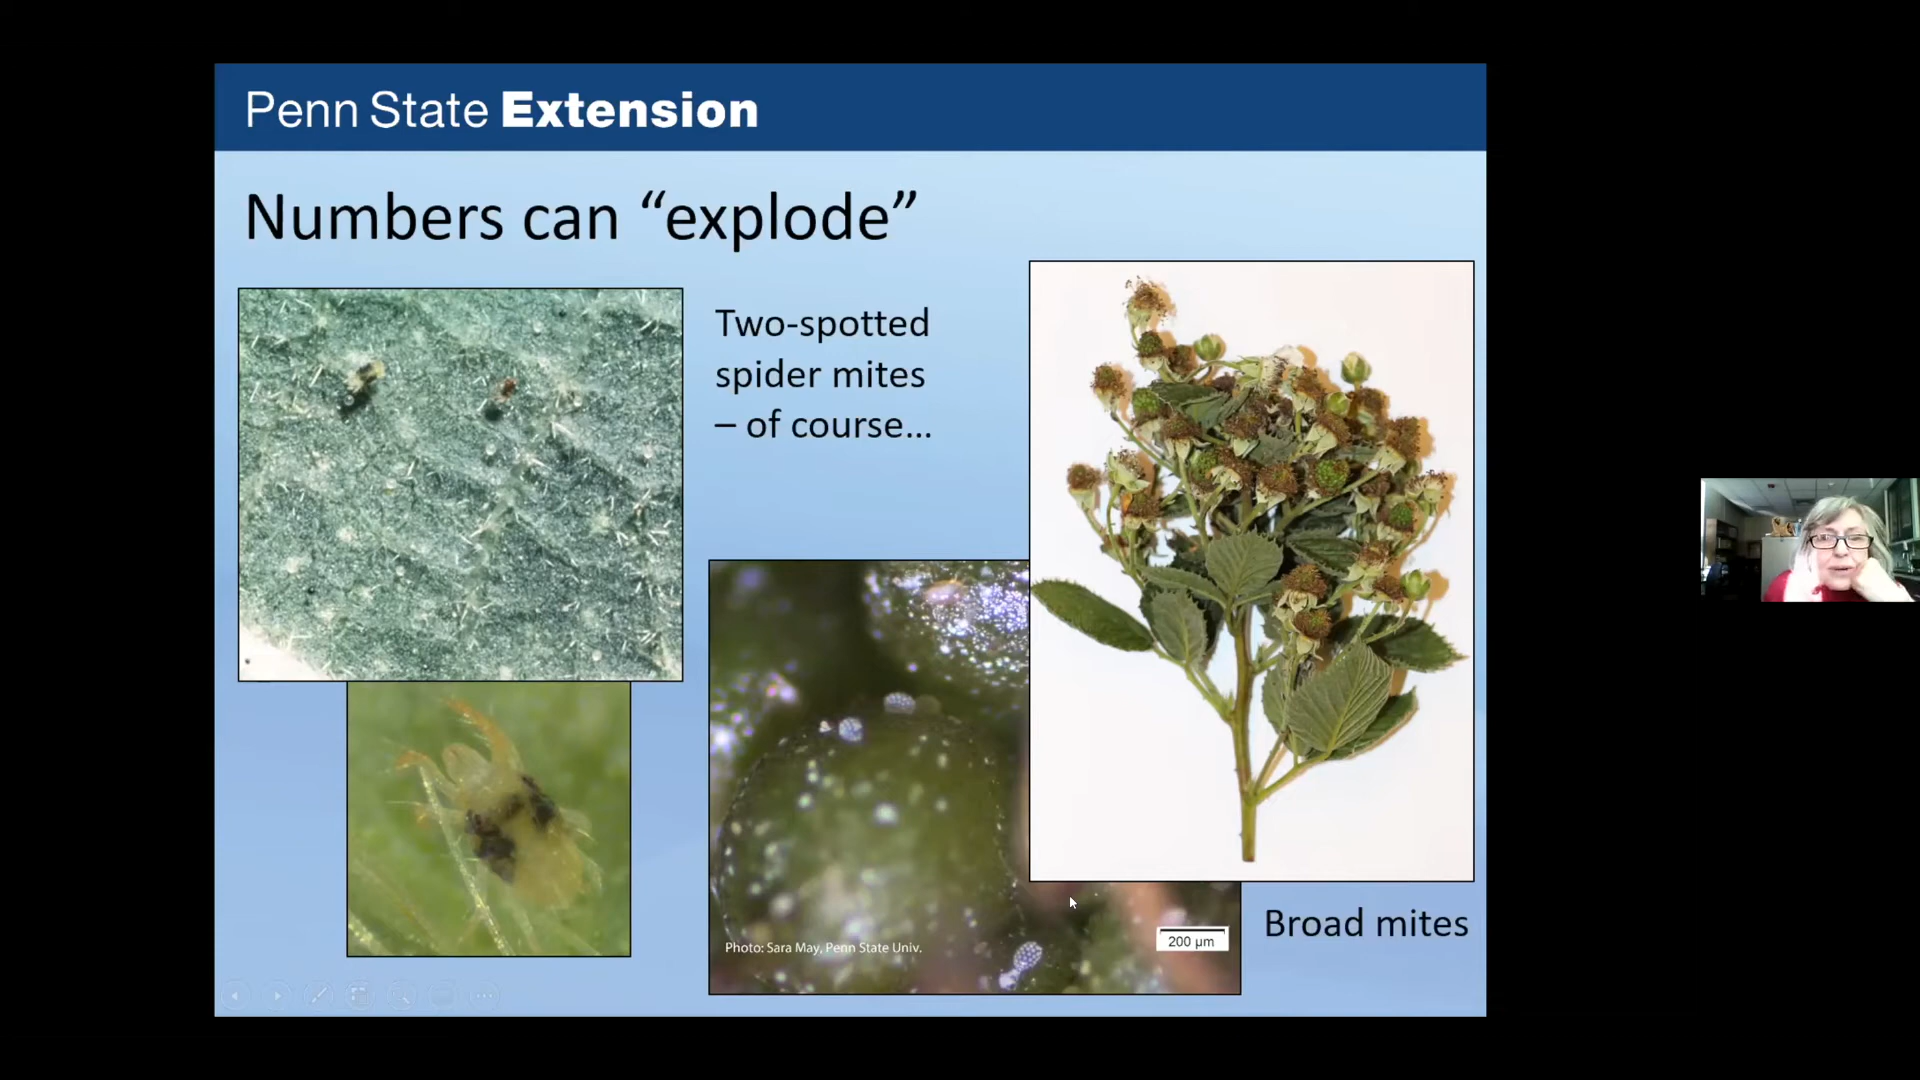 Penn State Extension
Numbers can “explode”
Two-spotted
spider mites
– of course...
Photo: Sara May, Penn State Univ.
200 µm
Broad mites